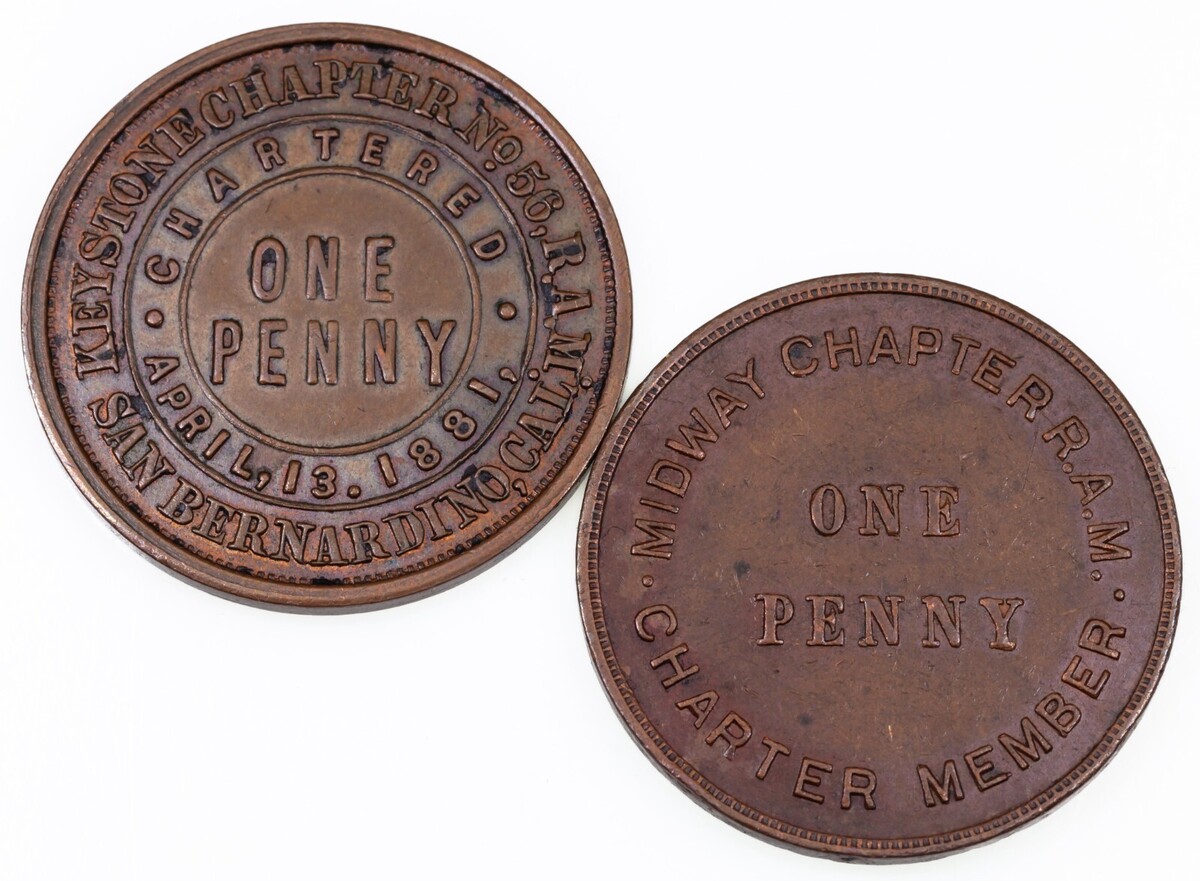 KEYSTONE CHAPTER No 56, R.A.M.
SAN BERNARDINO, CAL.
CHARTERED
APRIL, 13. 1881,
ONE
PENNY
MIDWAY CHAPTER R.A.M.
ONE
PENNY
CHARTER MEMBER